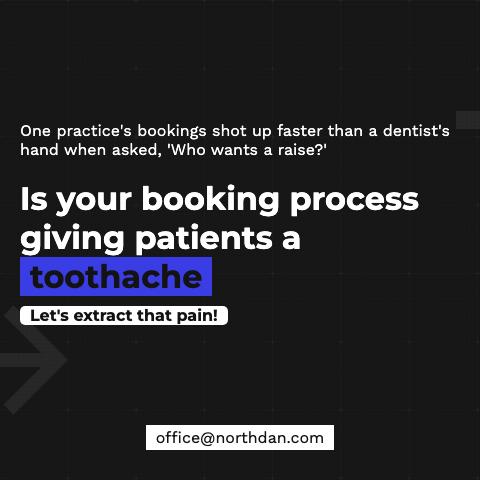 One practice's bookings shot up faster than a dentist's
hand when asked, 'Who wants a raise?'
Is your booking process
giving patients a
toothache
Let's extract that pain!
office@northdan.com